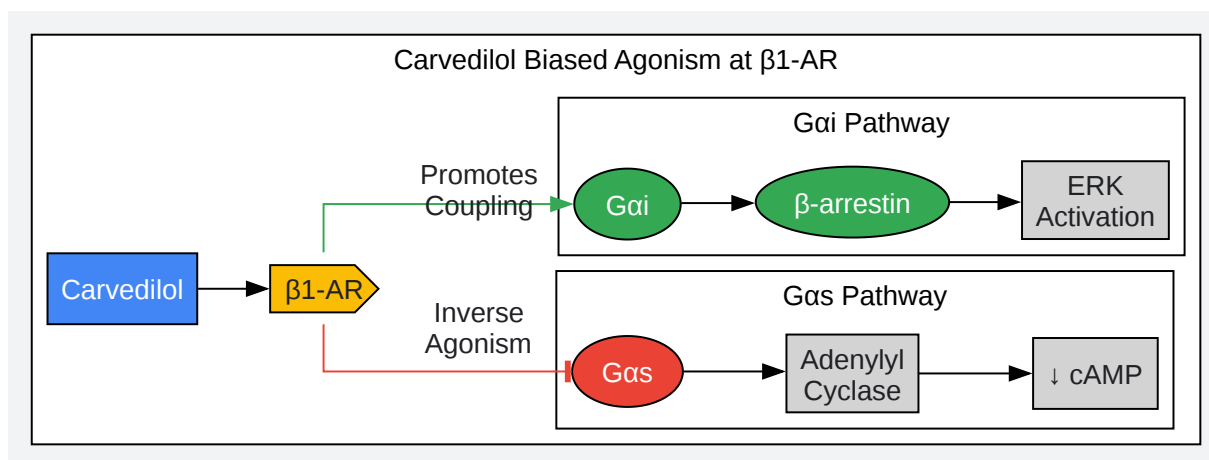 Carvedilol Biased Agonism at β1-AR
Gαi Pathway
Promotes
Coupling
Gαi
β-arrestin
ERK
Activation
Carvedilol
β1-AR
Gαs Pathway
Inverse
Agonism
Gαs
Adenylyl
Cyclase
↓ cAMP